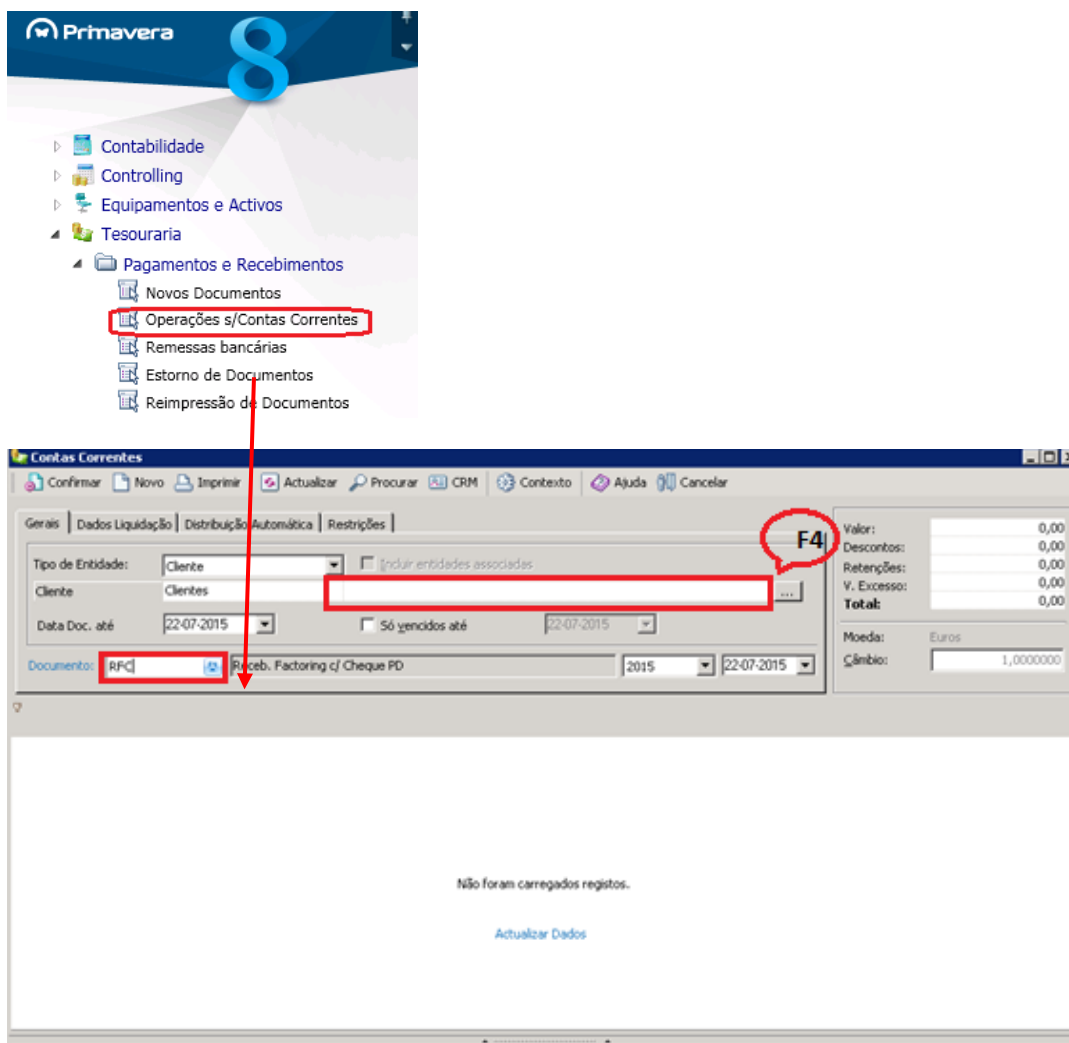 Primavera
8
Contabilidade
Controlling
Equipamentos e Activos
Tesouraria
Pagamentos e Recebimentos
Novos Documentos
Operações s/Contas Correntes
Remessas bancárias
Estorno de Documentos
Reimpressão de Documentos
Contas Correntes
Confirmar Novo Imprimir Actualizar Procurar CRM Contexto Ajuda Cancelar
Gerais Dados Liquidação Distribuição Automática Restrições
F4
Tipo de Entidade: Cliente Incluir entidades associadas
Cliente Clientes ...
Data Doc. até 22-07-2015 Só vencidos até 22-07-2015
Documento: RFC Receb. Factoring c/ Cheque PD 2015 22-07-2015
Valor: 0,00
Descontos: 0,00
Retenções: 0,00
V. Excesso: 0,00
Total: 0,00
Moeda: Euros
Câmbio: 1,0000000
Não foram carregados registos.
Actualizar Dados